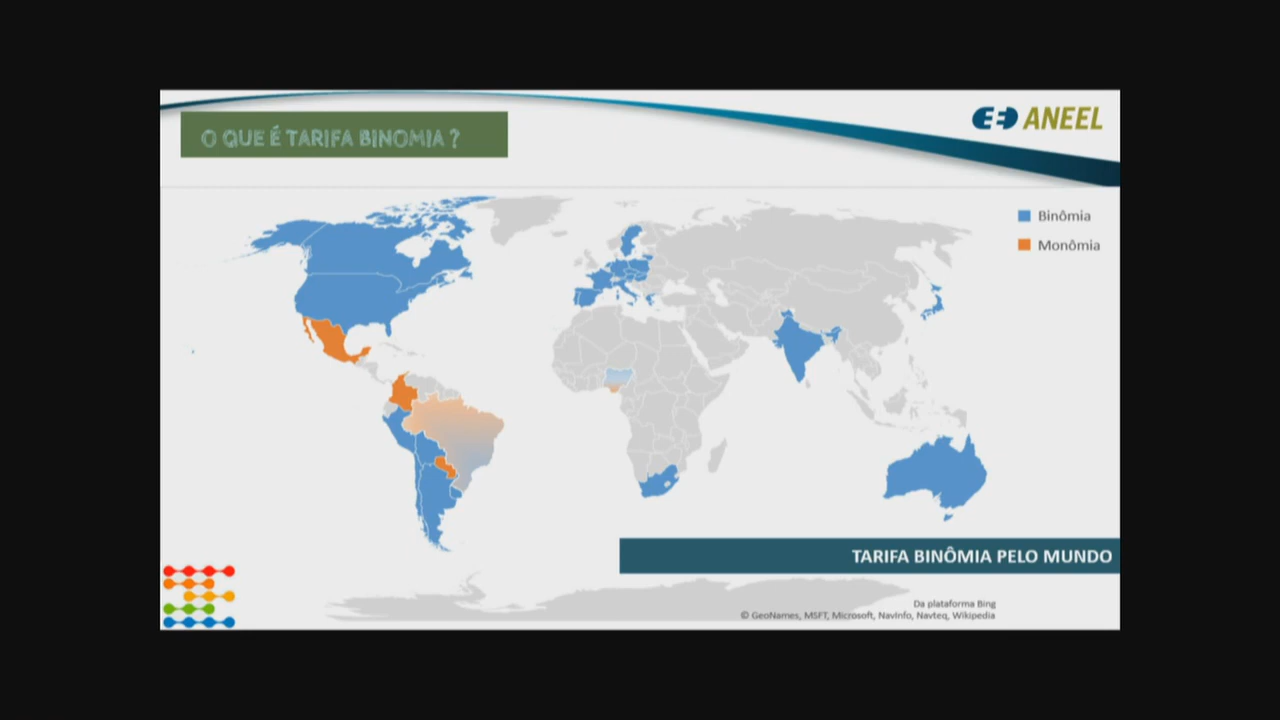 O QUE É TARIFA BINOMIA ?
ANEEL
Binômia
Monômia
TARIFA BINÔMIA PELO MUNDO
Da plataforma Bing
© GeoNames, MSFT, Microsoft, NavInfo, Navteq, Wikipedia